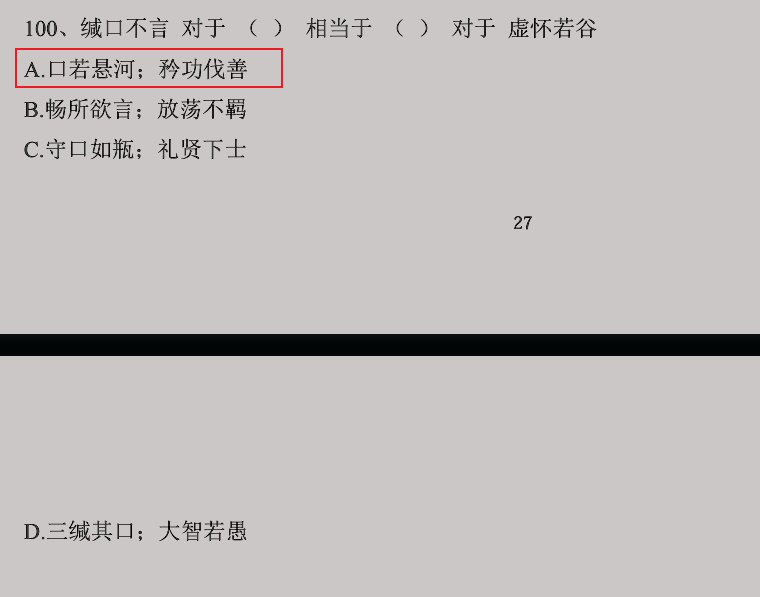 100、缄口不言 对于 （ ） 相当于 （ ） 对于 虚怀若谷
A.口若悬河；矜功伐善
B.畅所欲言；放荡不羁
C.守口如瓶；礼贤下士
27
D.三缄其口；大智若愚